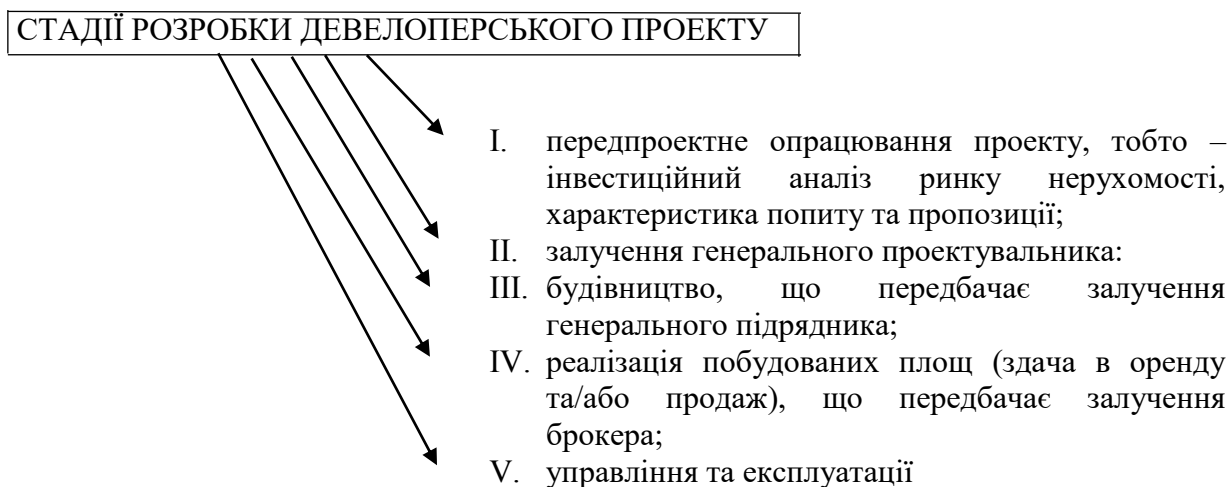 СТАДІЇ РОЗРОБКИ ДЕВЕЛОПЕРСЬКОГО ПРОЕКТУ
I. передпроектне опрацювання проекту, тобто –
інвестиційний аналіз ринку нерухомості,
характеристика попиту та пропозиції;
II. залучення генерального проектувальника:
III. будівництво, що передбачає залучення
генерального підрядника;
IV. реалізація побудованих площ (здача в оренду
та/або продаж), що передбачає залучення
брокера;
V. управління та експлуатації